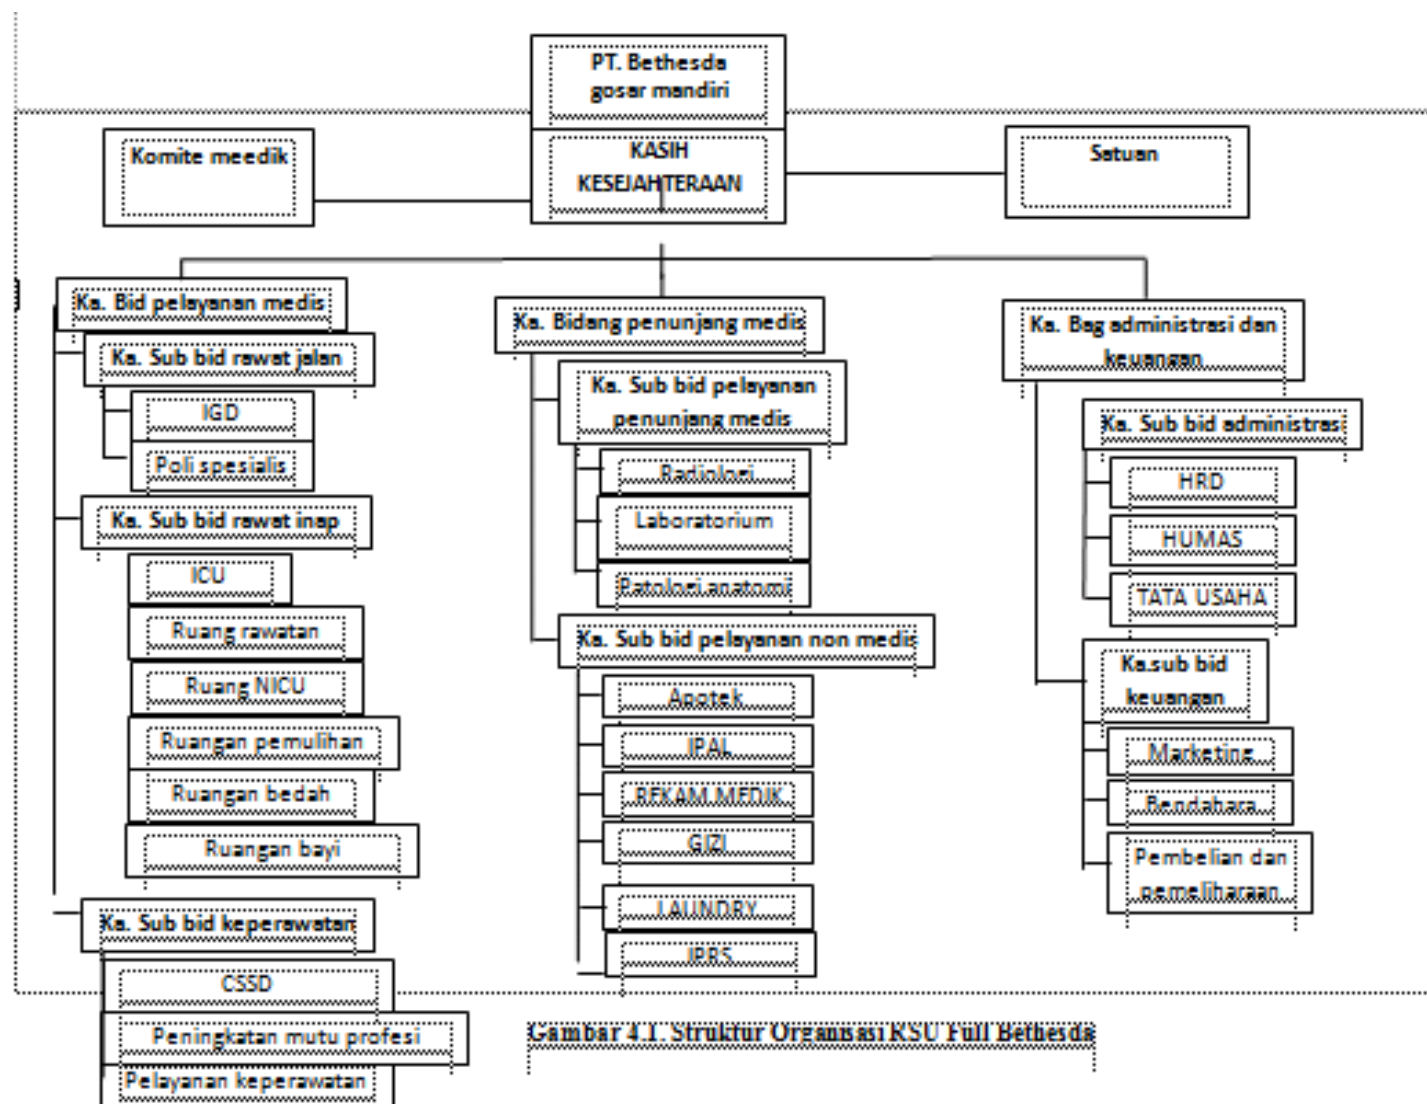 PT. Bethesda
gosar mandiri
KASIH
KESEJAHTERAAN
Komite meedik
Satuan
Ka. Bid pelayanan medis
Ka. Sub bid rawat jalan
IGD
Poli spesialis
Ka. Sub bid rawat inap
ICU
Ruang rawatan
Ruang NICU
Ruangan pemulihan
Ruangan bedah
Ruangan bayi
Ka. Sub bid keperawatan
CSSD
Peningkatan mutu profesi
Pelayanan keperawatan
Ka. Bidang penunjang medis
Ka. Sub bid pelayanan
penunjang medis
Radiologi
Laboratorium
Patologi anatomi
Ka. Sub bid pelayanan non medis
Apotek
IPAL
REKAM MEDIK
GIZI
LAUNDRY
IPRS
Ka. Bag administrasi dan
keuangan
Ka. Sub bid administrasi
HRD
HUMAS
TATA USAHA
Ka.sub bid
keuangan
Marketing
Bendahara
Pembelian dan
pemeliharaan
Gambar 4.1. Struktur Organisasi RSU Full Bethesda